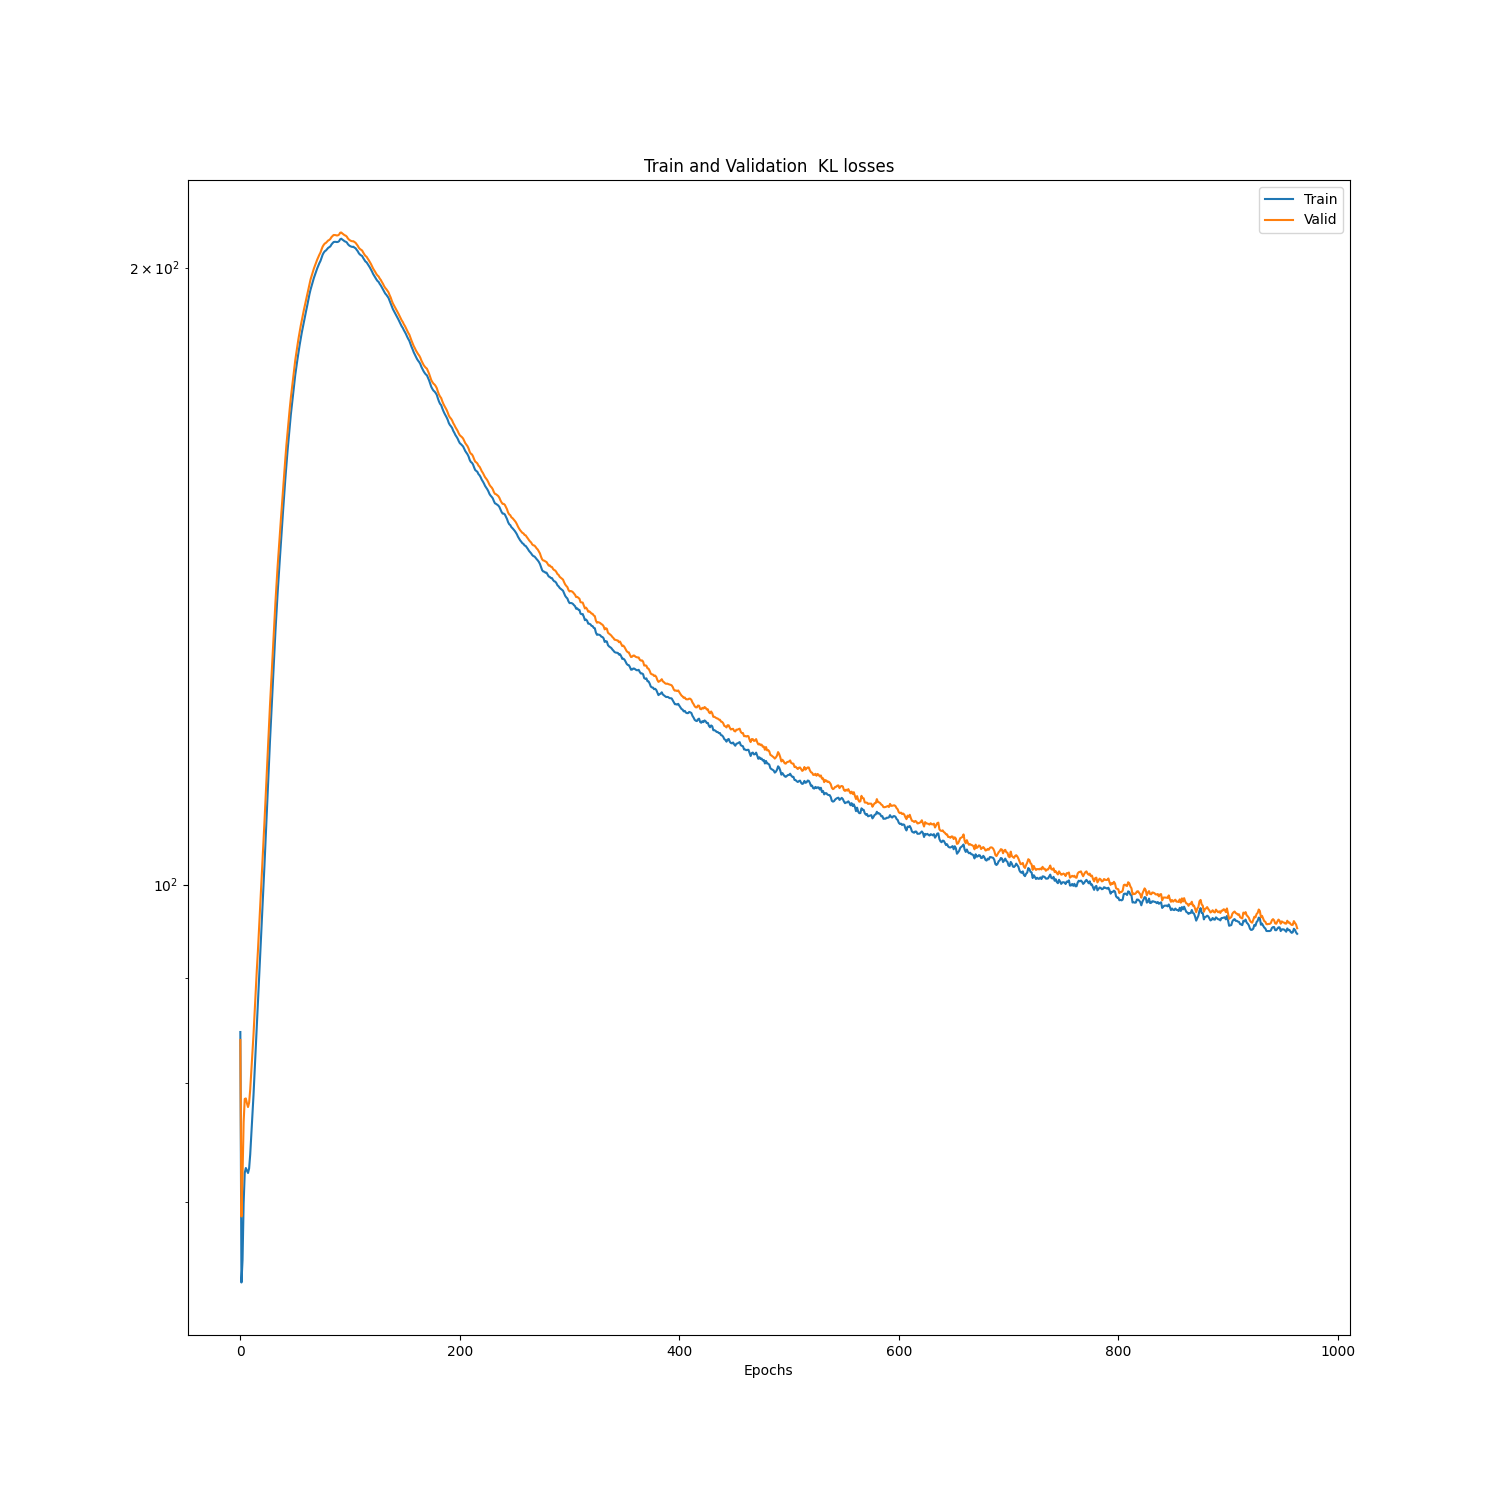 Train and Validation  KL losses
Train
Valid
2 × 10²
10²
0 200 400 600 800 1000
Epochs